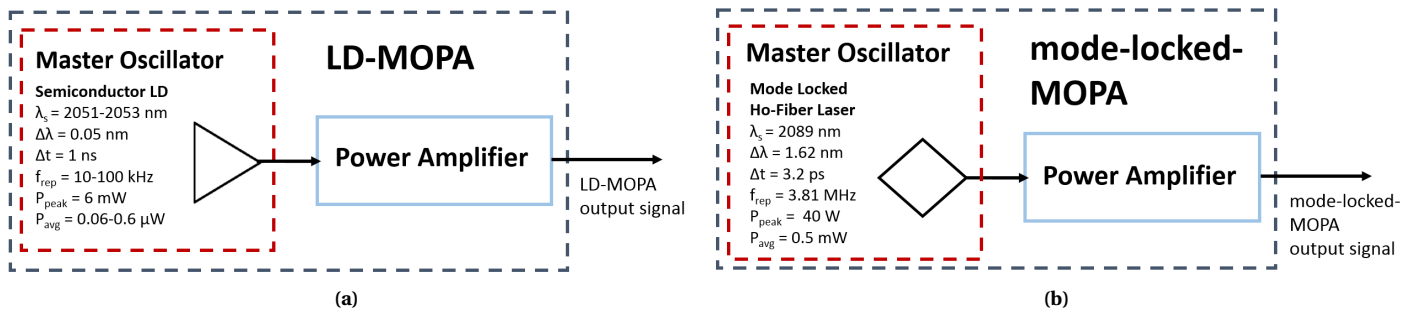 Master Oscillator
Semiconductor LD
λs = 2051-2053 nm
Δλ = 0.05 nm
Δt = 1 ns
frep = 10-100 kHz
Ppeak = 6 mW
Pavg = 0.06-0.6 µW
LD-MOPA
Power Amplifier
LD-MOPA
output signal
(a)
Master Oscillator
Mode Locked
Ho-Fiber Laser
λs = 2089 nm
Δλ = 1.62 nm
Δt = 3.2 ps
frep = 3.81 MHz
Ppeak = 40 W
Pavg = 0.5 mW
mode-locked-
MOPA
Power Amplifier
mode-locked-
MOPA
output signal
(b)